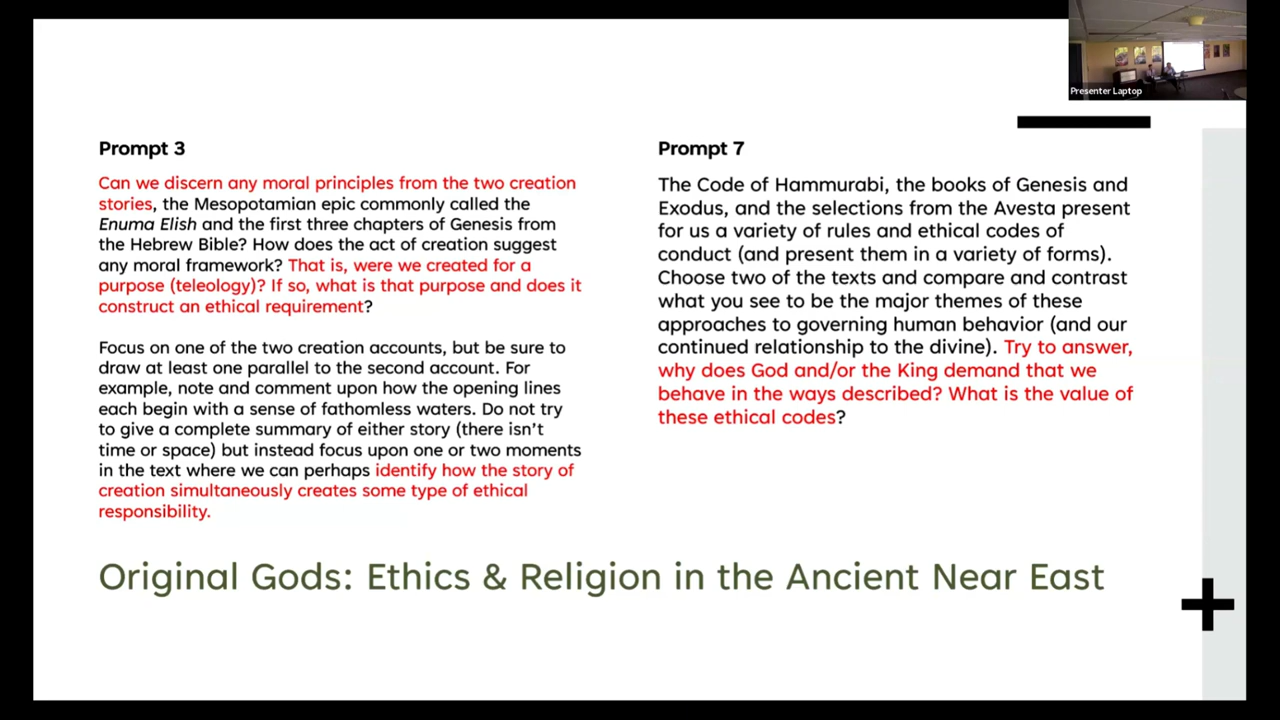 Presenter Laptop
Prompt 3
Can we discern any moral principles from the two creation
stories, the Mesopotamian epic commonly called the
Enuma Elish and the first three chapters of Genesis from
the Hebrew Bible? How does the act of creation suggest
any moral framework? That is, were we created for a
purpose (teleology)? If so, what is that purpose and does it
construct an ethical requirement?
Focus on one of the two creation accounts, but be sure to
draw at least one parallel to the second account. For
example, note and comment upon how the opening lines
each begin with a sense of fathomless waters. Do not try
to give a complete summary of either story (there isn't
time or space) but instead focus upon one or two moments
in the text where we can perhaps identify how the story of
creation simultaneously creates some type of ethical
responsibility.
Prompt 7
The Code of Hammurabi, the books of Genesis and
Exodus, and the selections from the Avesta present
for us a variety of rules and ethical codes of
conduct (and present them in a variety of forms).
Choose two of the texts and compare and contrast
what you see to be the major themes of these
approaches to governing human behavior (and our
continued relationship to the divine). Try to answer,
why does God and/or the King demand that we
behave in the ways described? What is the value of
these ethical codes?
Original Gods: Ethics & Religion in the Ancient Near East